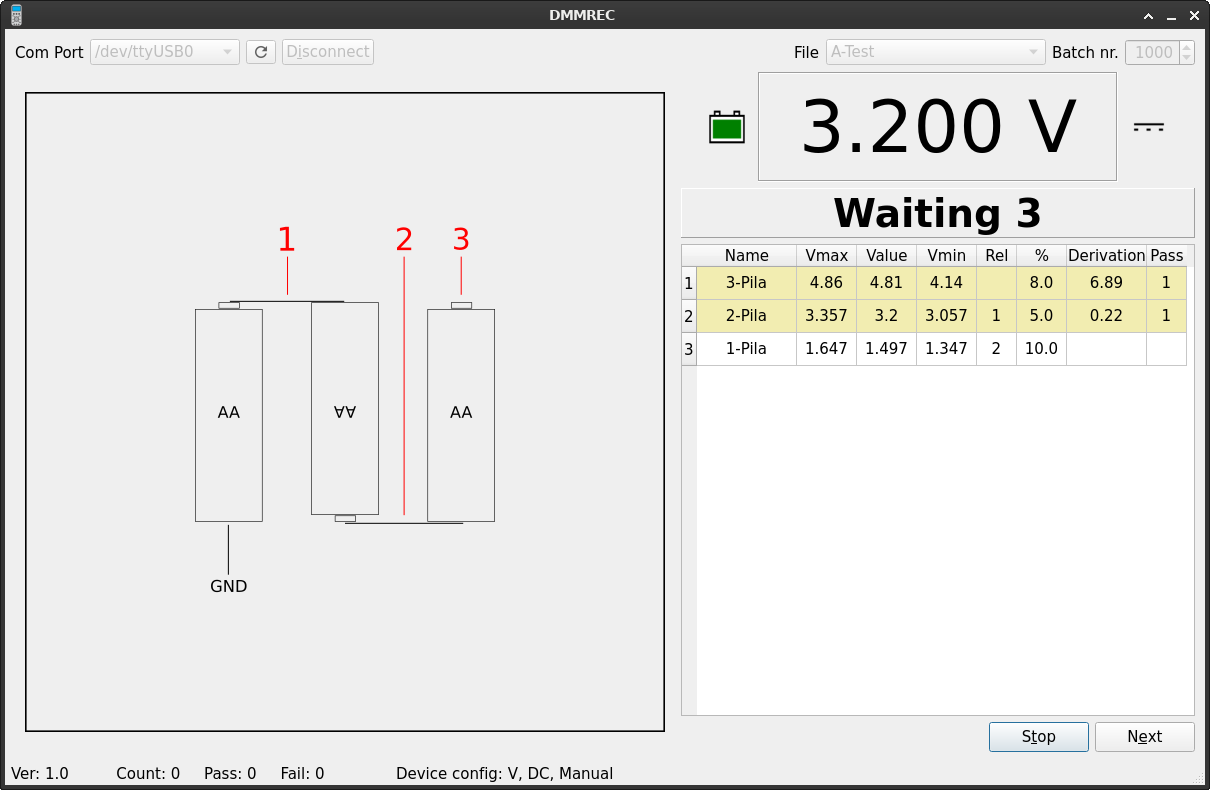 DMMREC
Com Port /dev/ttyUSB0 Disconnect File A-Test Batch nr. 1000
3.200 V
Waiting 3
Name Vmax Value Vmin Rel % Derivation Pass
1 3-Pila 4.86 4.81 4.14 8.0 6.89 1
2 2-Pila 3.357 3.2 3.057 1 5.0 0.22 1
3 1-Pila 1.647 1.497 1.347 2 10.0
1 2 3
AA AA AA
GND
Stop Next
Ver: 1.0 Count: 0 Pass: 0 Fail: 0 Device config: V, DC, Manual